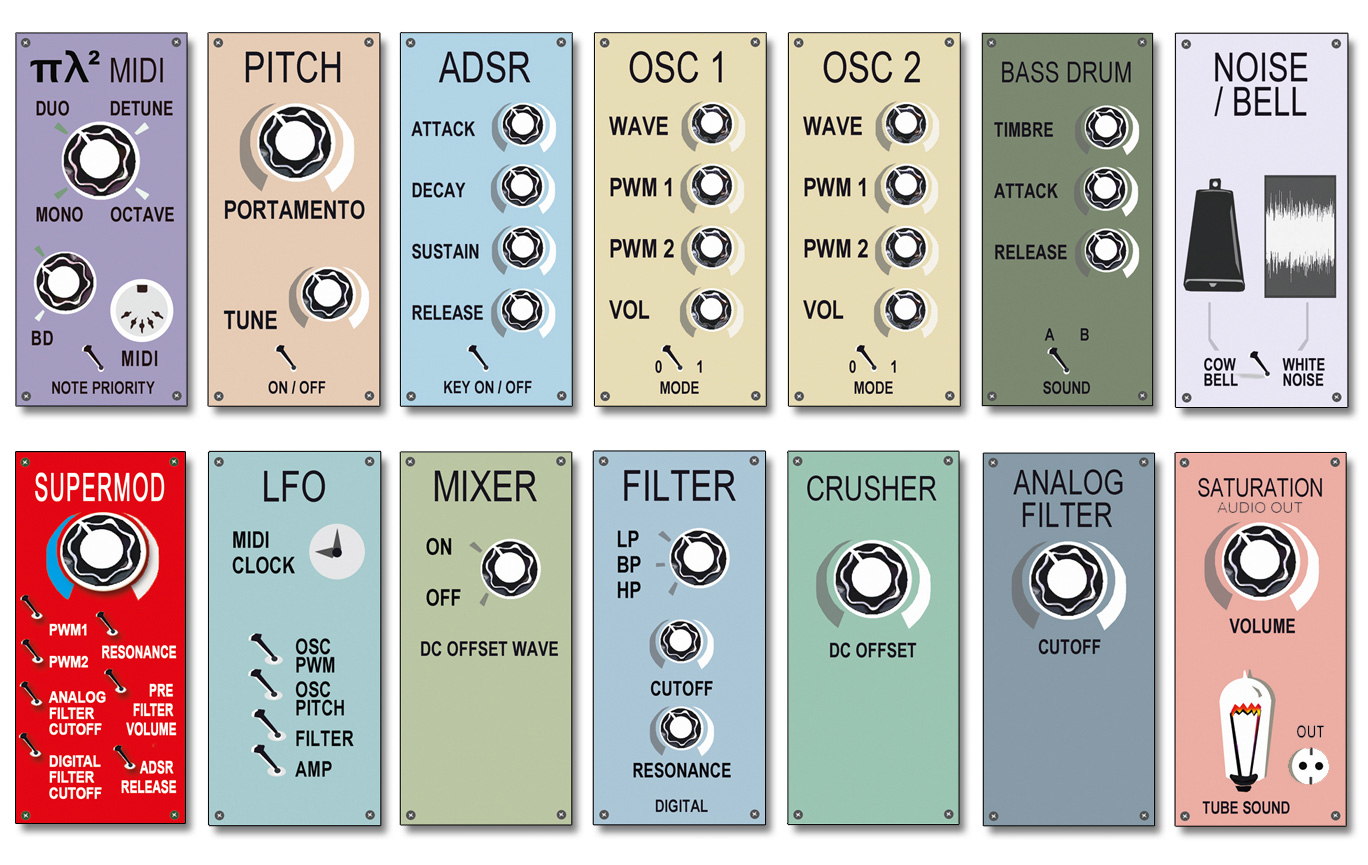 πλ² MIDI
DUO DETUNE
MONO OCTAVE
BD
MIDI
NOTE PRIORITY
PITCH
PORTAMENTO
TUNE
ON / OFF
ADSR
ATTACK
DECAY
SUSTAIN
RELEASE
KEY ON / OFF
OSC 1
WAVE
PWM 1
PWM 2
VOL
0 1
MODE
OSC 2
WAVE
PWM 1
PWM 2
VOL
0 1
MODE
BASS DRUM
TIMBRE
ATTACK
RELEASE
A B
SOUND
NOISE
/ BELL
COW
BELL
WHITE
NOISE
SUPERMOD
PWM1
PWM2
ANALOG
FILTER
CUTOFF
DIGITAL
FILTER
CUTOFF
RESONANCE
PRE
FILTER
VOLUME
ADSR
RELEASE
LFO
MIDI
CLOCK
OSC
PWM
OSC
PITCH
FILTER
AMP
MIXER
ON
OFF
DC OFFSET WAVE
FILTER
LP
BP
HP
CUTOFF
RESONANCE
DIGITAL
CRUSHER
DC OFFSET
ANALOG
FILTER
CUTOFF
SATURATION
AUDIO OUT
VOLUME
OUT
TUBE SOUND